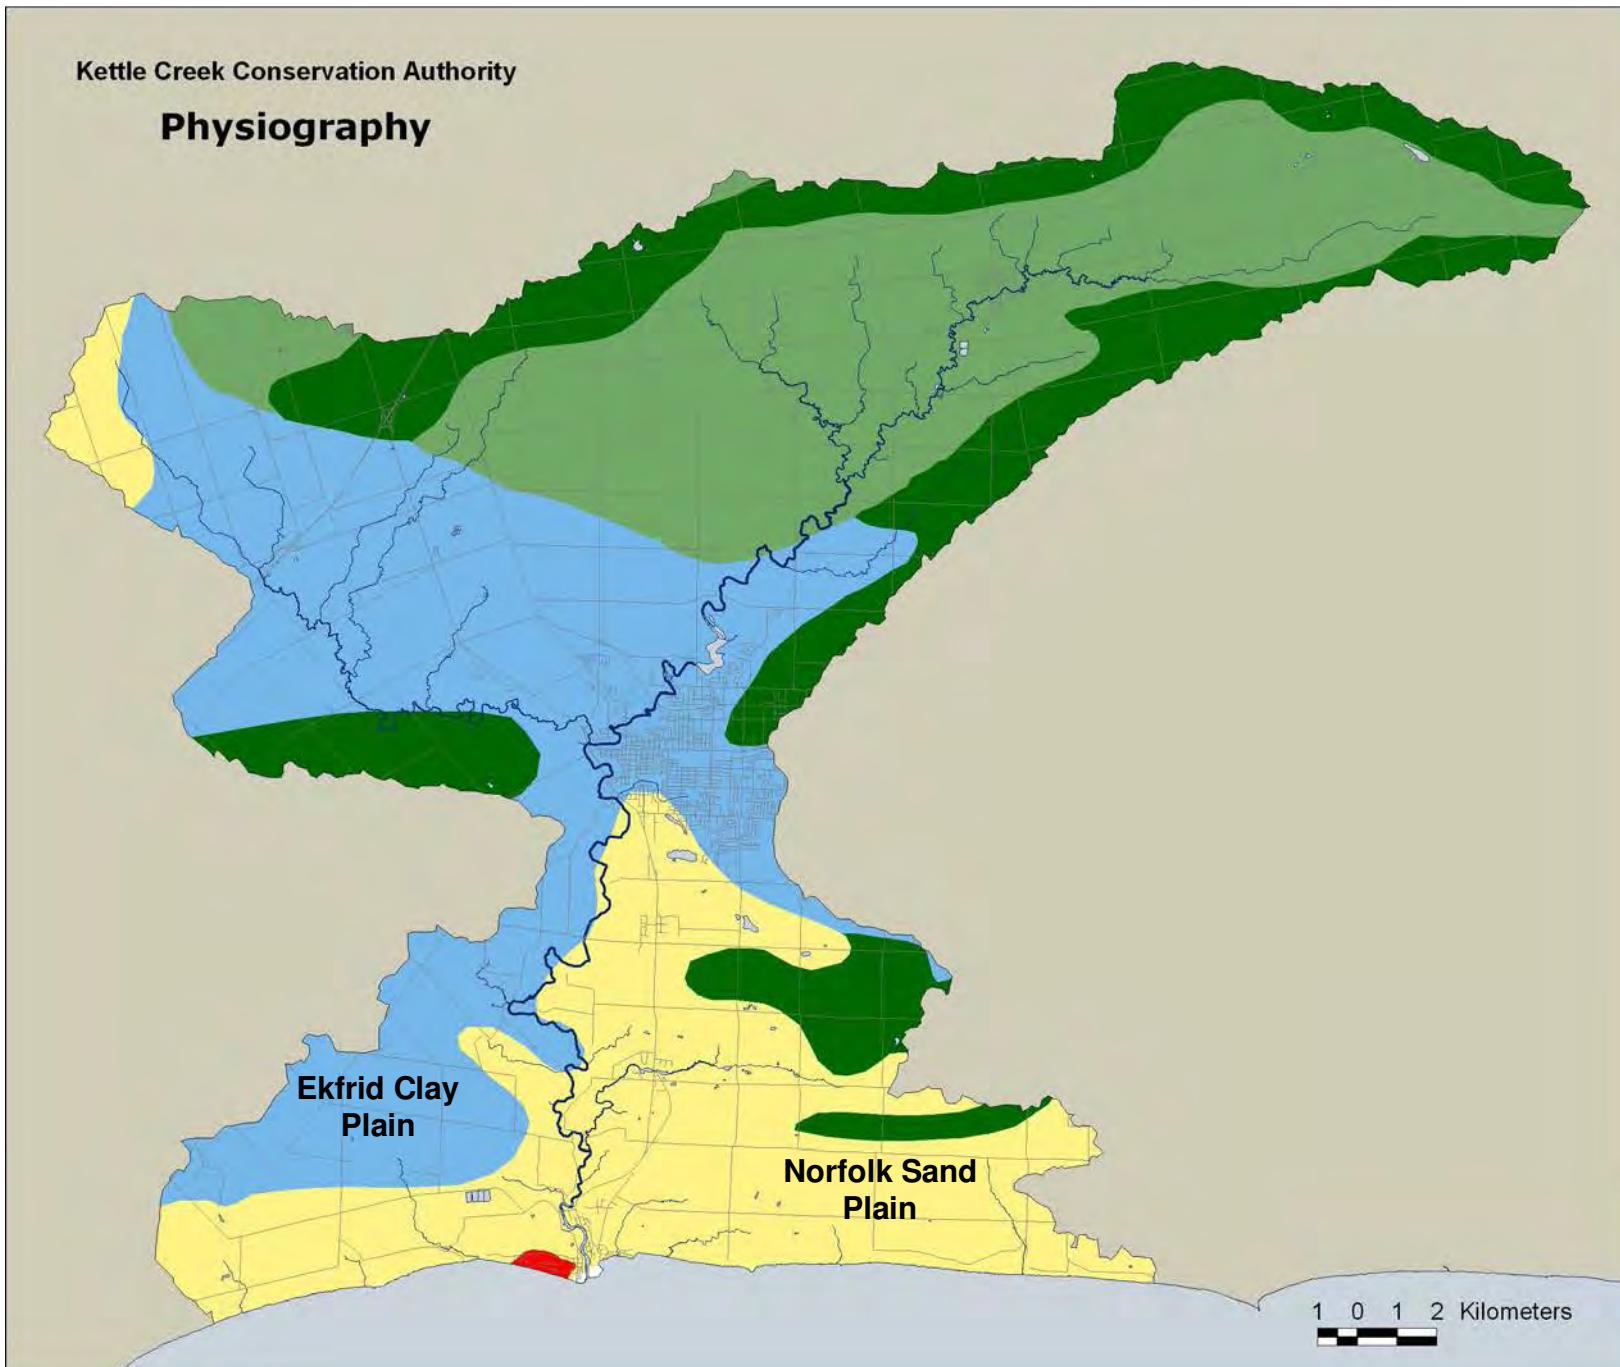 Kettle Creek Conservation Authority
Physiography
Ekfrid Clay
Plain
Norfolk Sand
Plain
1 0 1 2 Kilometers